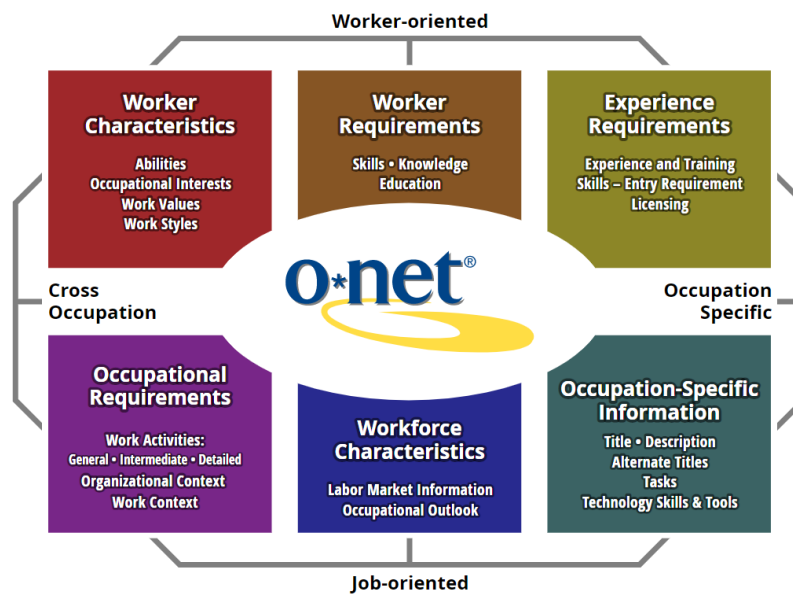 Worker-oriented
Worker
Characteristics
Abilities
Occupational Interests
Work Values
Work Styles
Worker
Requirements
Skills • Knowledge
Education
Experience
Requirements
Experience and Training
Skills – Entry Requirement
Licensing
o*net®
Cross
Occupation
Occupation
Specific
Occupational
Requirements
Work Activities:
General • Intermediate • Detailed
Organizational Context
Work Context
Workforce
Characteristics
Labor Market Information
Occupational Outlook
Occupation-Specific
Information
Title • Description
Alternate Titles
Tasks
Technology Skills & Tools
Job-oriented